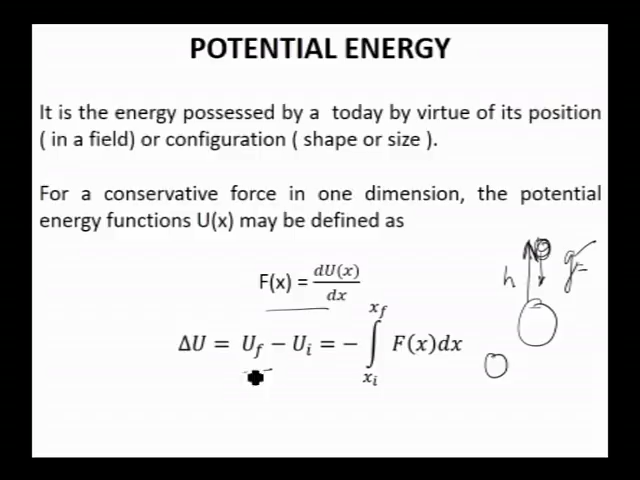 POTENTIAL ENERGY
It is the energy possessed by a today by virtue of its position
( in a field) or configuration ( shape or size ).
For a conservative force in one dimension, the potential
energy functions U(x) may be defined as
F(x) = dU(x)/dx
ΔU = U_f − U_i = − ∫_{x_i}^{x_f} F(x)dx
h